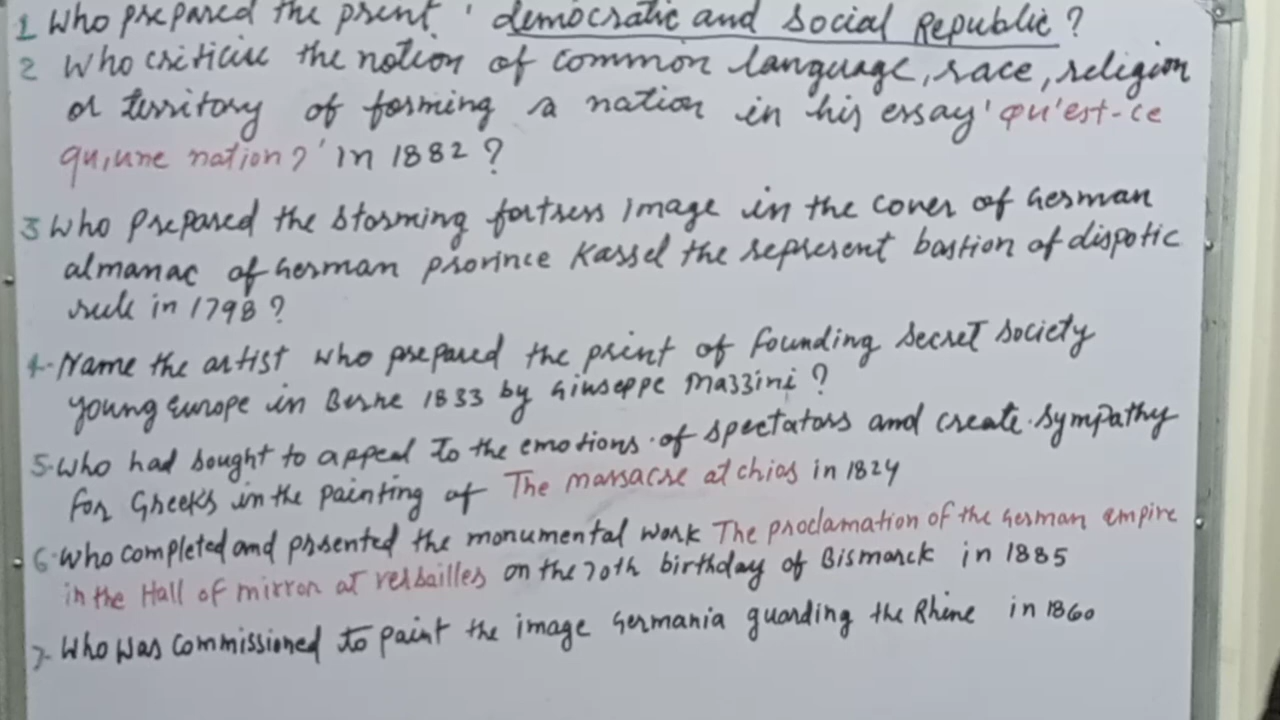 1 Who prepared the prent ' democratic and social Republic ?
2 Who criticise the notion of common language, race, religion
or territory of forming a nation in his essay 'qu'est-ce
qu,une nation?' in 1882 ?
3 Who prepared the storming fortress image in the cover of German
almanac of German province Kassel the represent bastion of dispotic
rule in 1798 ?
4- Name the artist who prepared the print of founding secret society
young Europe in Berne 1833 by Giuseppe Mazzini ?
5- Who had sought to appeal to the emotions of spectators and create sympathy
for Greeks in the painting of The massacre at chios in 1824
6- Who completed and prsented the monumental work The proclamation of the German empire
in the Hall of mirror at versailles on the 70th birthday of Bismarck in 1885
7- Who was commissioned to paint the image Germania guarding the Rhine in 1860